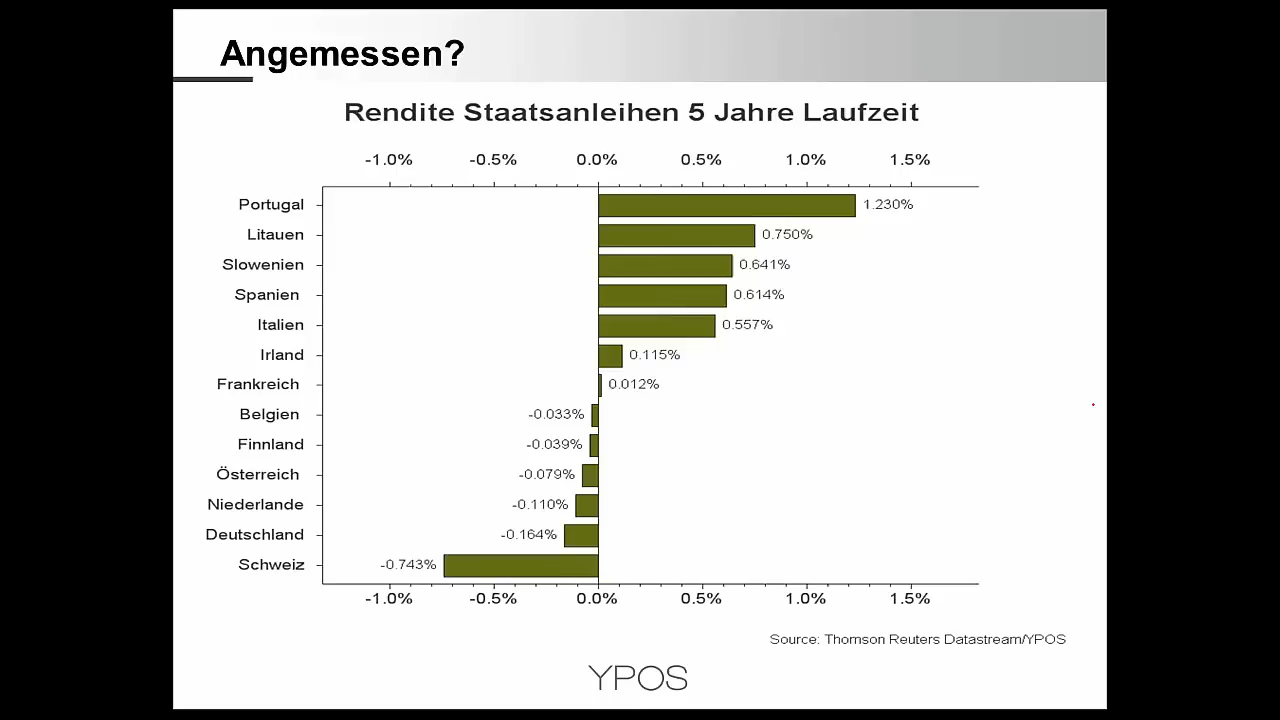 Angemessen?
Rendite Staatsanleihen 5 Jahre Laufzeit
-1.0% -0.5% 0.0% 0.5% 1.0% 1.5%
Portugal 1.230%
Litauen 0.750%
Slowenien 0.641%
Spanien 0.614%
Italien 0.557%
Irland 0.115%
Frankreich 0.012%
Belgien -0.033%
Finnland -0.039%
Österreich -0.079%
Niederlande -0.110%
Deutschland -0.164%
Schweiz -0.743%
-1.0% -0.5% 0.0% 0.5% 1.0% 1.5%
Source: Thomson Reuters Datastream/YPOS
YPOS